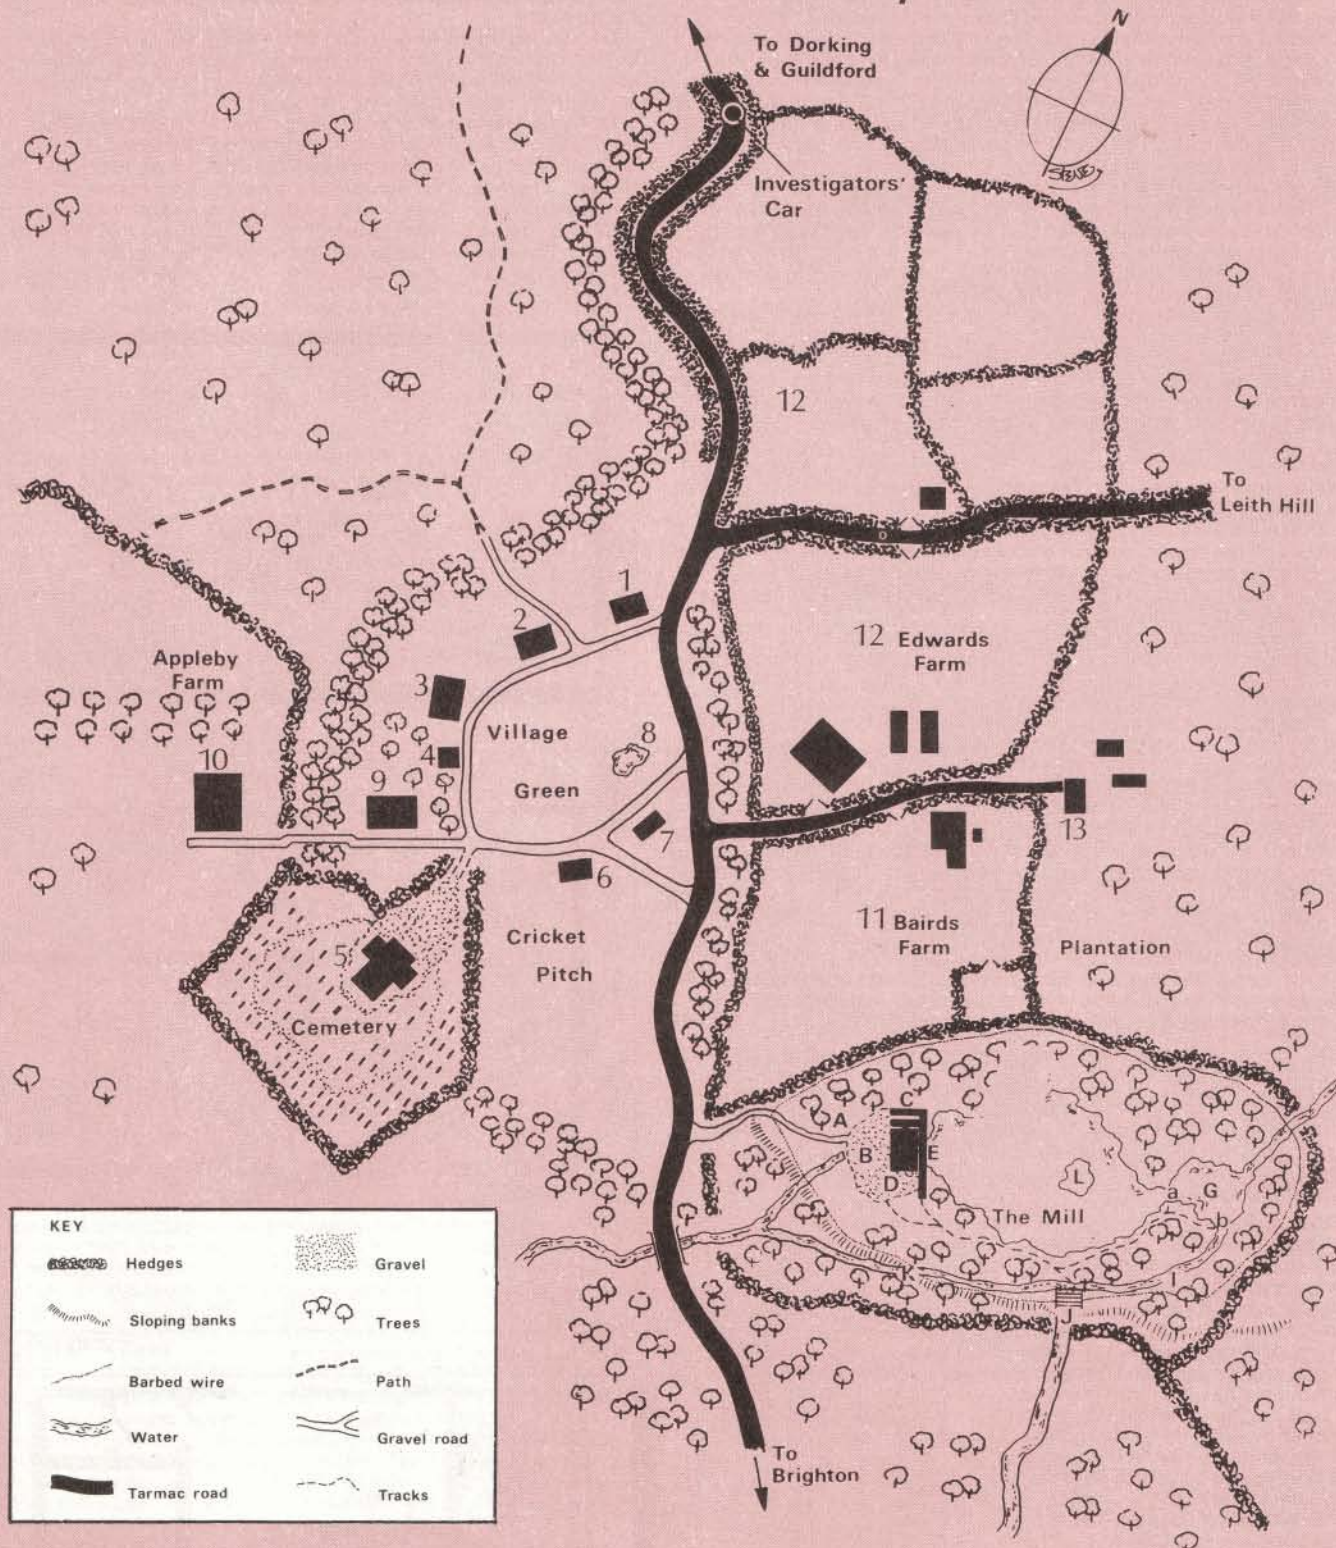 N
To Dorking
& Guildford
Investigators'
Car
12
To
Leith Hill
1
2
12 Edwards
Farm
Appleby
Farm
3
Village
8
4
10
9
Green
7
13
6
11 Bairds
Farm
Cricket
Pitch
Plantation
5
Cemetery
A
C
B
E
D
L
a
G
b
The Mill
K
I
J
KEY
Hedges
Gravel
Sloping banks
Trees
Barbed wire
Path
Water
Gravel road
Tarmac road
Tracks
To
Brighton